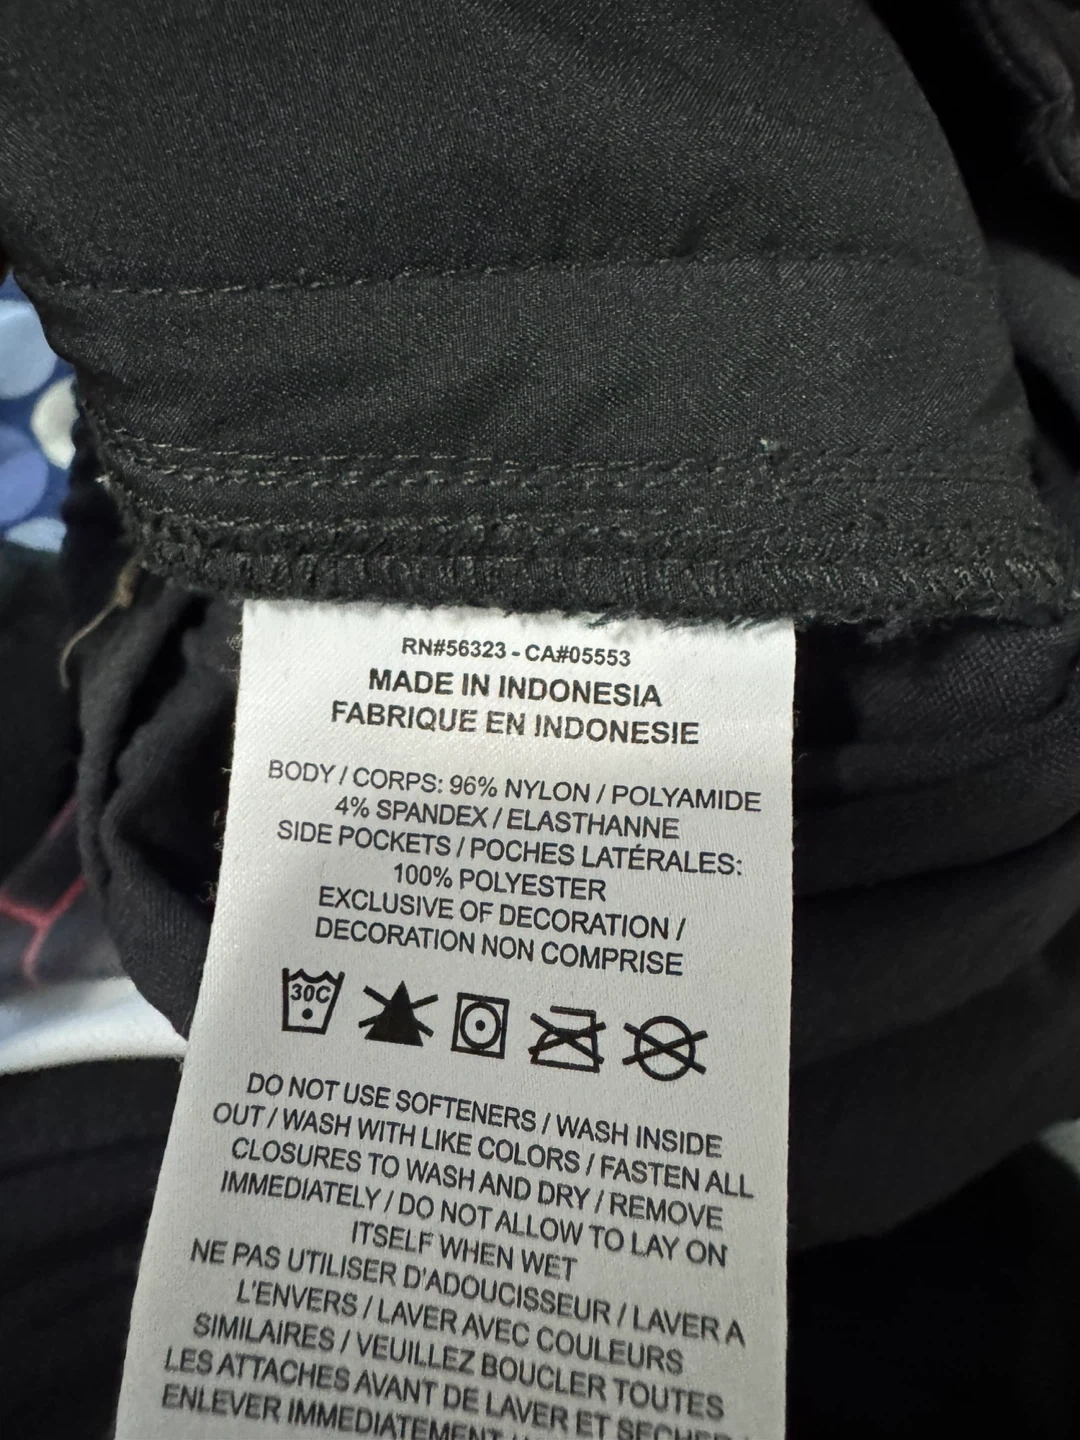 RN#56323 - CA#05553
MADE IN INDONESIA
FABRIQUE EN INDONESIE
BODY / CORPS: 96% NYLON / POLYAMIDE
4% SPANDEX / ELASTHANNE
SIDE POCKETS / POCHES LATÉRALES:
100% POLYESTER
EXCLUSIVE OF DECORATION /
DECORATION NON COMPRISE
30C
DO NOT USE SOFTENERS / WASH INSIDE
OUT / WASH WITH LIKE COLORS / FASTEN ALL
CLOSURES TO WASH AND DRY / REMOVE
IMMEDIATELY / DO NOT ALLOW TO LAY ON
ITSELF WHEN WET
NE PAS UTILISER D'ADOUCISSEUR / LAVER A
L'ENVERS / LAVER AVEC COULEURS
SIMILAIRES / VEUILLEZ BOUCLER TOUTES
LES ATTACHES AVANT DE LAVER ET SECHER
ENLEVER IMMEDIATEMENT